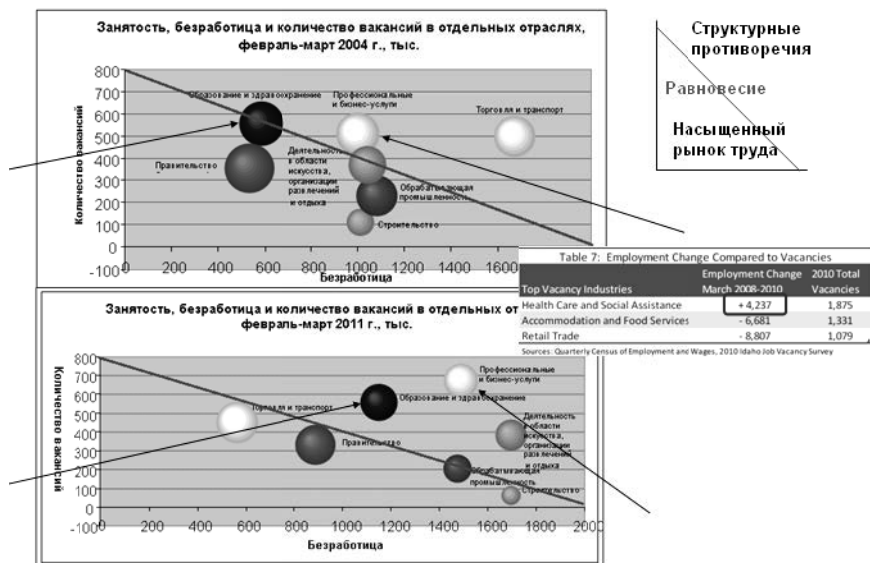 Занятость, безработица и количество вакансий в отдельных отраслях,
февраль-март 2004 г., тыс.
Количество вакансий
800
700
600
500
400
300
200
100
0
-100
0
200
400
600
800
1000
1200
1400
1600
Безработица
Образование и здравоохранение
Профессиональные
и бизнес-услуги
Торговля и транспорт
Правительство
Деятельность
в области
искусства,
организации
развлечений
и отдыха
Обрабатывающая
промышленность
Строительство
Структурные
противоречия
Равновесие
Насыщенный
рынок труда
Table 7: Employment Change Compared to Vacancies
Top Vacancy Industries
Employment Change
March 2008-2010
2010 Total
Vacancies
Health Care and Social Assistance + 4,237 1,875
Accommodation and Food Services - 6,681 1,331
Retail Trade - 8,807 1,079
Sources: Quarterly Census of Employment and Wages, 2010 Idaho Job Vacancy Survey
Занятость, безработица и количество вакансий в отдельных от
февраль-март 2011 г., тыс.
Количество вакансий
800
700
600
500
400
300
200
100
0
-100
0
200
400
600
800
1000
1200
1400
1600
1800
2000
Безработица
Профессиональные
и бизнес-услуги
Образование и здравоохранение
Торговля и транспорт
Правительство
Деятельность
в области
искусства,
организации
развлечений
и отдыха
Обрабатывающая
промышленность
Строительство